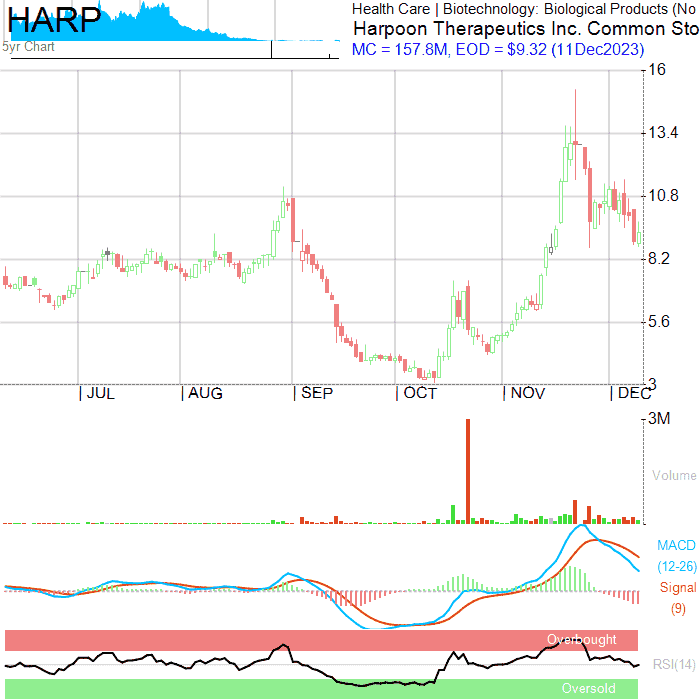 HARP
Health Care | Biotechnology: Biological Products (No
Harpoon Therapeutics Inc. Common Sto
5yr Chart
MC = 157.8M, EOD = $9.32 (11Dec2023)
16
13.4
10.8
8.2
5.6
3
JUL AUG SEP OCT NOV DEC
3M
Volume
MACD
(12-26)
Signal
(9)
Overbought
RSI(14)
Oversold